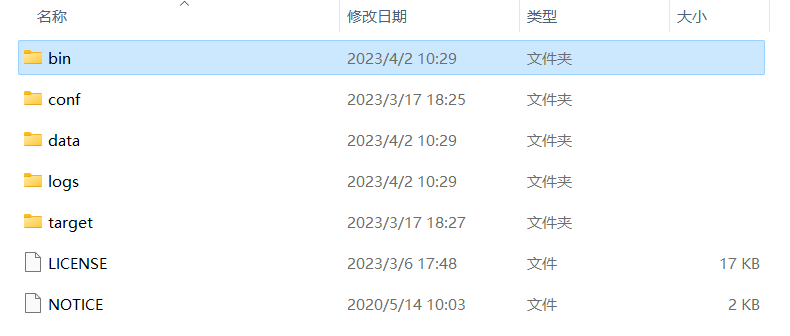 名称 修改日期 类型 大小
bin 2023/4/2 10:29 文件夹
conf 2023/3/17 18:25 文件夹
data 2023/4/2 10:29 文件夹
logs 2023/4/2 10:29 文件夹
target 2023/3/17 18:27 文件夹
LICENSE 2023/3/6 17:48 文件 17 KB
NOTICE 2020/5/14 10:03 文件 2 KB